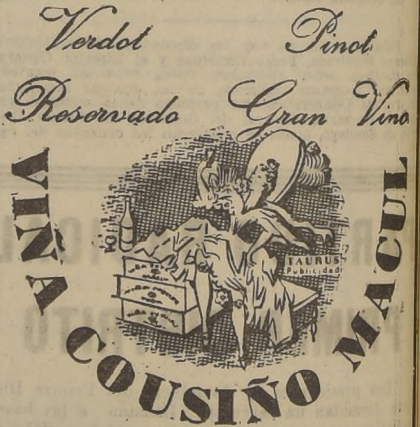 Verdot Pinot
Reservado Gran Vino
TAURUS
Publicidad
VIÑA COUSIÑO MACUL